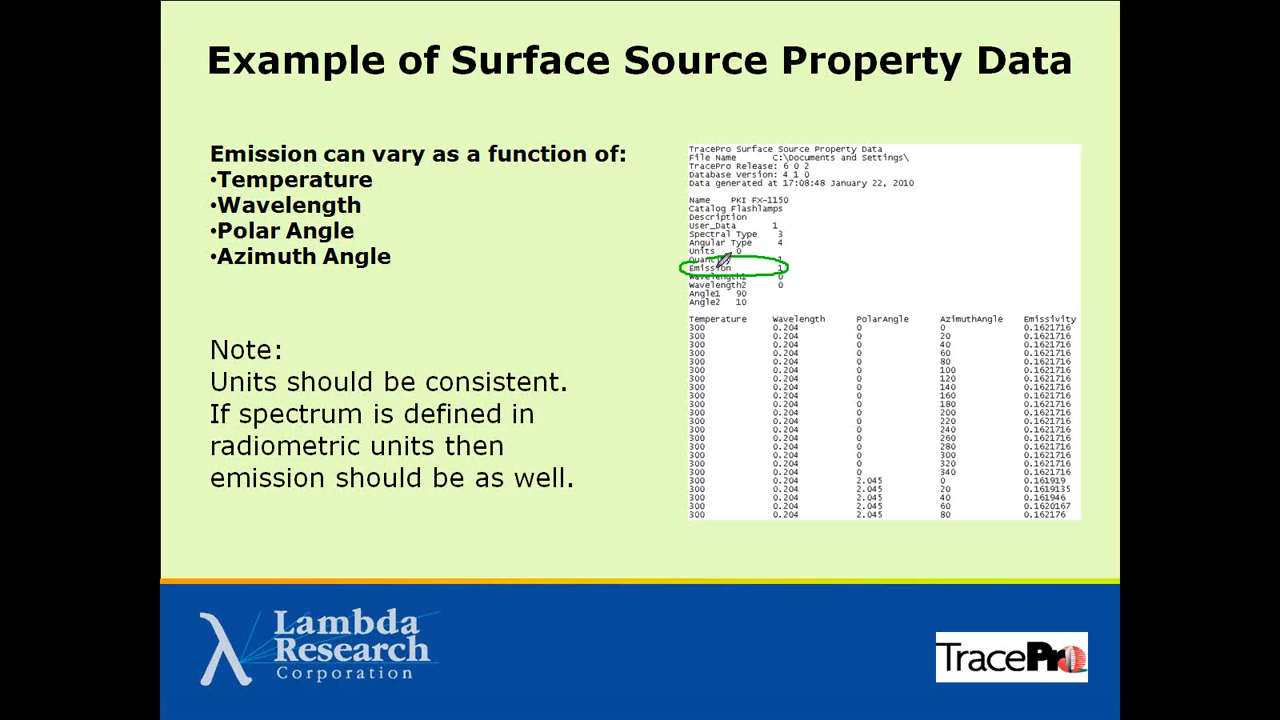 Example of Surface Source Property Data
Emission can vary as a function of:
•Temperature
•Wavelength
•Polar Angle
•Azimuth Angle
Note:
Units should be consistent.
If spectrum is defined in
radiometric units then
emission should be as well.
TracePro Surface Source Property Data
File Name C:\Documents and Settings\
TracePro Release: 6 0 2
Database Version: 4 1 0
Data generated at 17:08:48 January 22, 2010
Name PKI FX-1150
Catalog Flashlamps
Description
User_Data 1
Spectral Type 3
Angular Type 4
Units 0
1
Emission 1
Wavelength1 0
Wavelength2 0
Angle1 90
Angle2 10
Temperature Wavelength PolarAngle AzimuthAngle Emissivity
300 0.204 0 0 0.1621716
300 0.204 0 20 0.1621716
300 0.204 0 40 0.1621716
300 0.204 0 60 0.1621716
300 0.204 0 80 0.1621716
300 0.204 0 100 0.1621716
300 0.204 0 120 0.1621716
300 0.204 0 140 0.1621716
300 0.204 0 160 0.1621716
300 0.204 0 180 0.1621716
300 0.204 0 200 0.1621716
300 0.204 0 220 0.1621716
300 0.204 0 240 0.1621716
300 0.204 0 260 0.1621716
300 0.204 0 280 0.1621716
300 0.204 0 300 0.1621716
300 0.204 0 320 0.1621716
300 0.204 0 340 0.1621716
300 0.204 2.045 0 0.161919
300 0.204 2.045 20 0.1619135
300 0.204 2.045 40 0.161946
300 0.204 2.045 60 0.1620167
300 0.204 2.045 80 0.162176
λ Lambda
Research
Corporation
TracePro